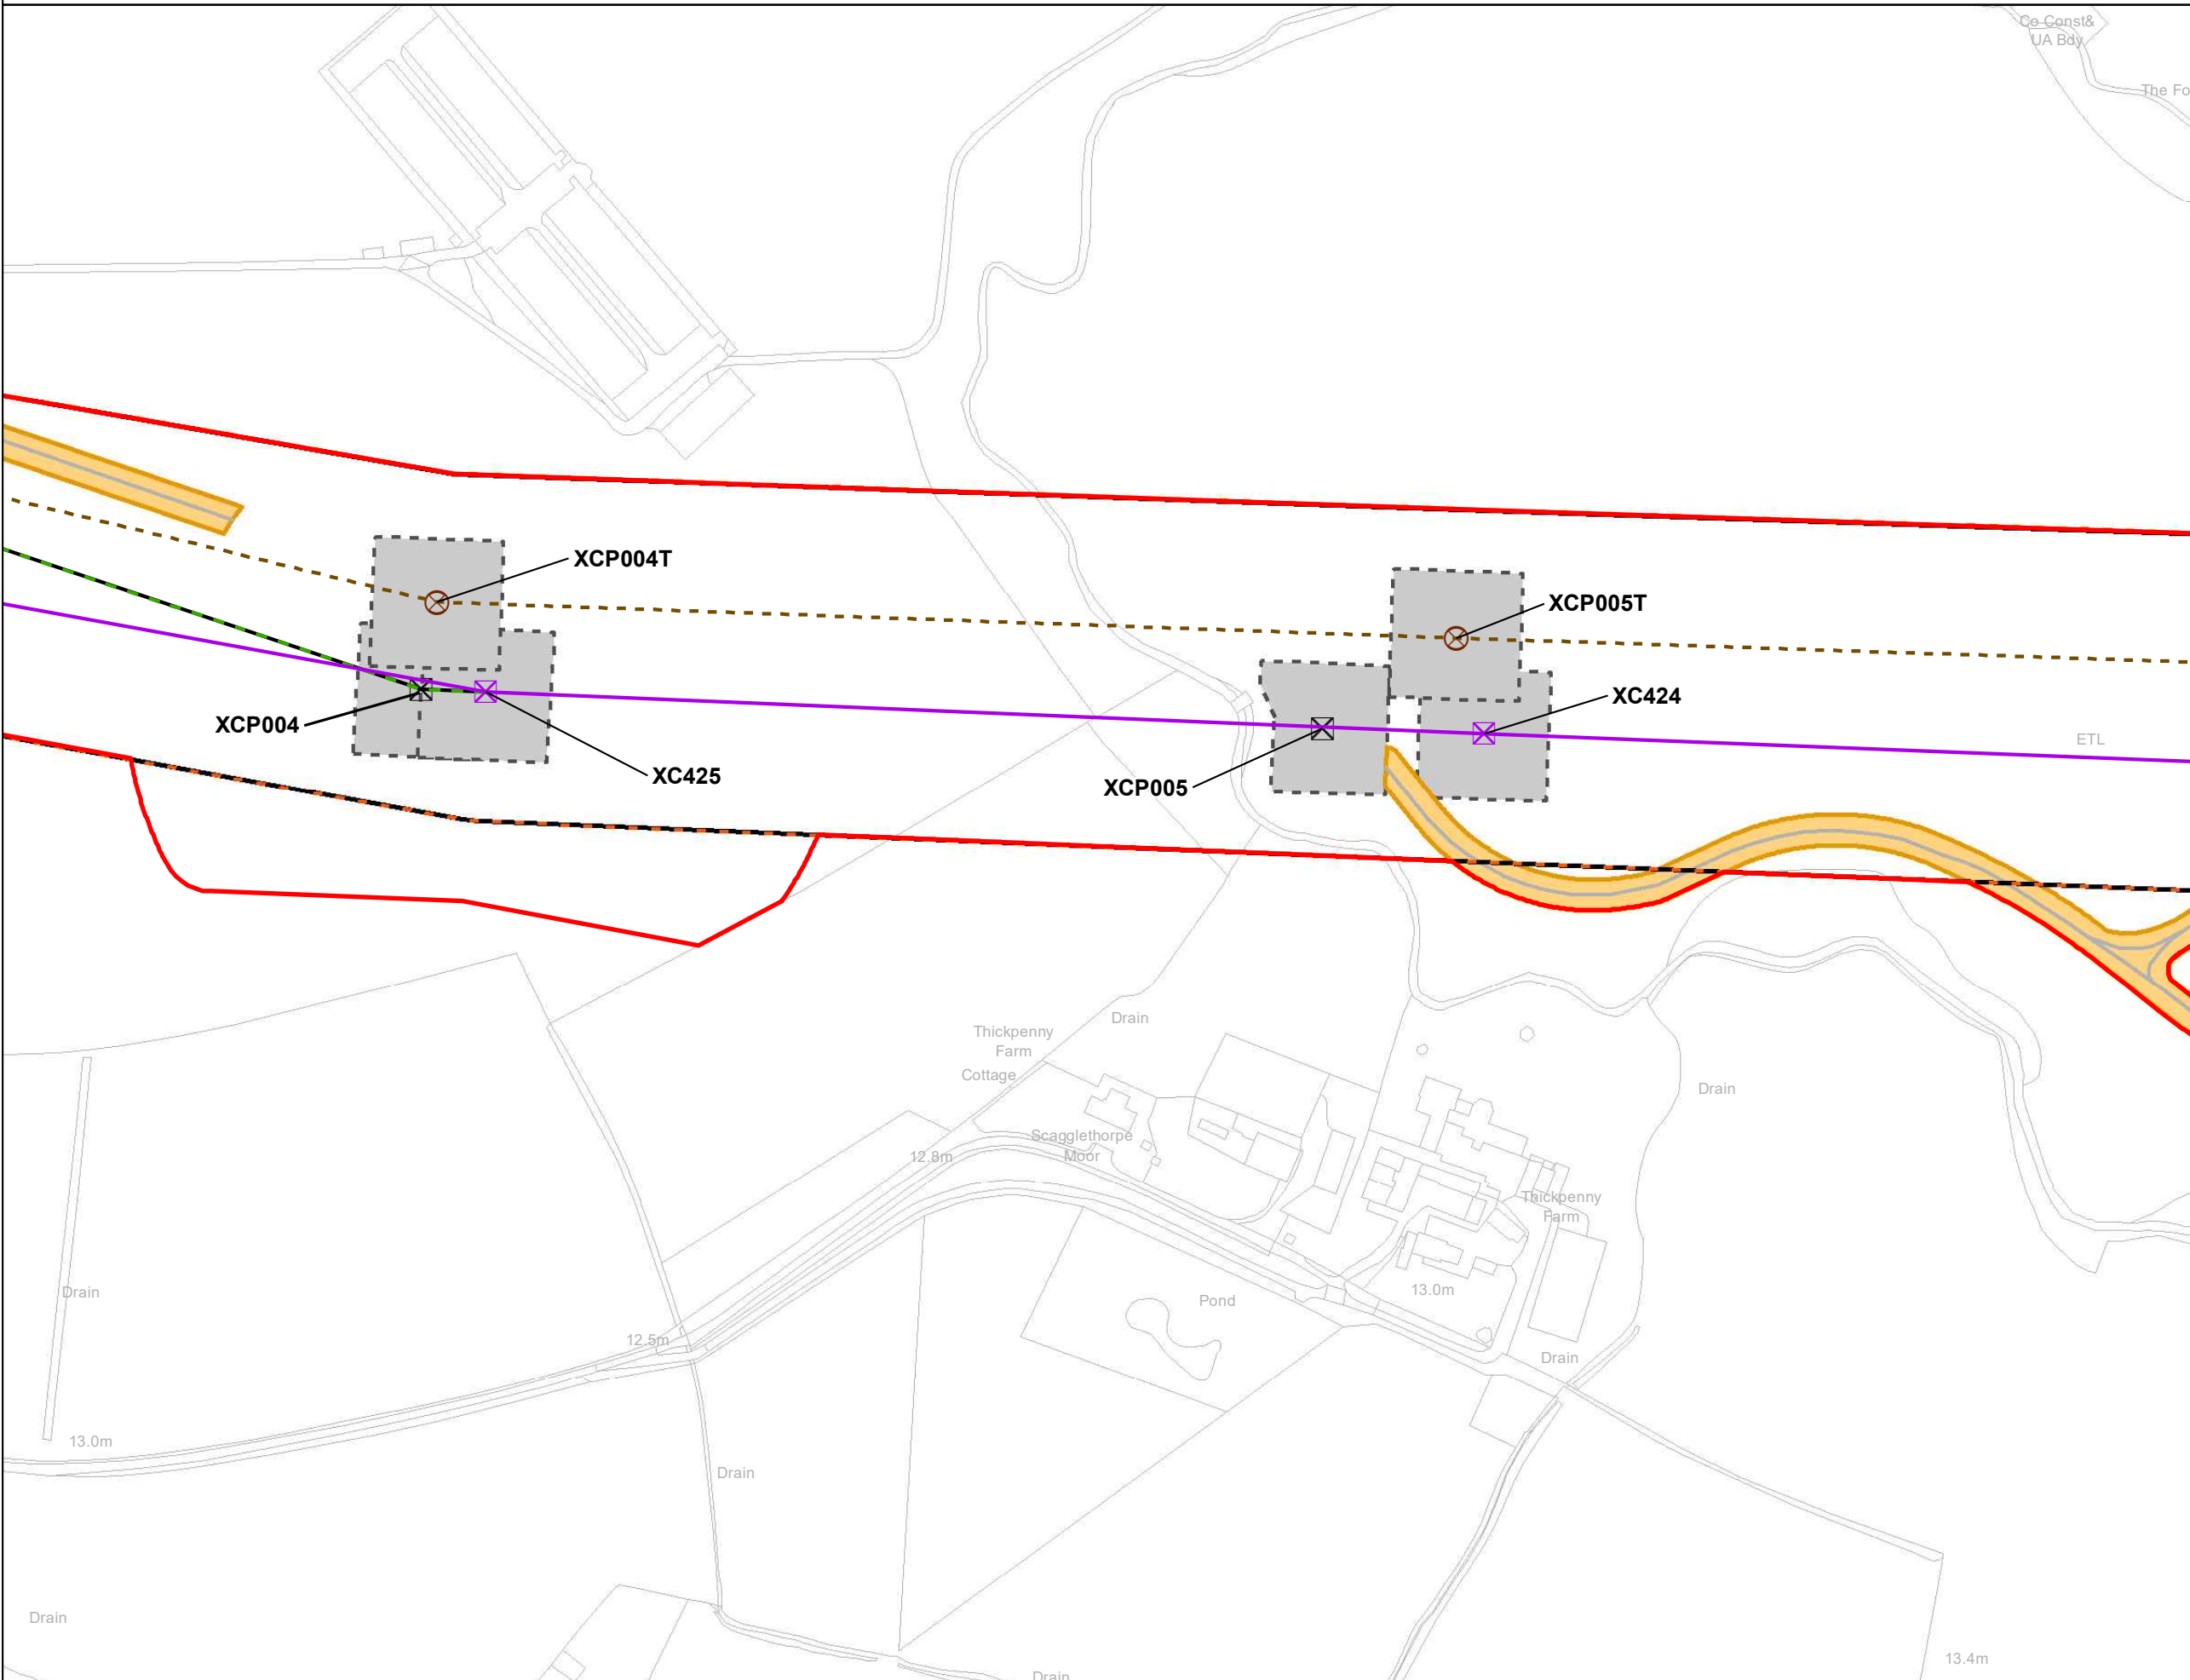 Co Const&
UA Bdy
The Fo
XCP004T
XCP005T
XC424
XCP004
ETL
XC425
XCP005
Drain
Thickpenny
Farm
Cottage
Drain
Scagglethorpe
Moor
12.8m
Thickpenny
Farm
Drain
13.0m
Pond
12.5m
Drain
13.0m
Drain
Drain
13.4m
Drain